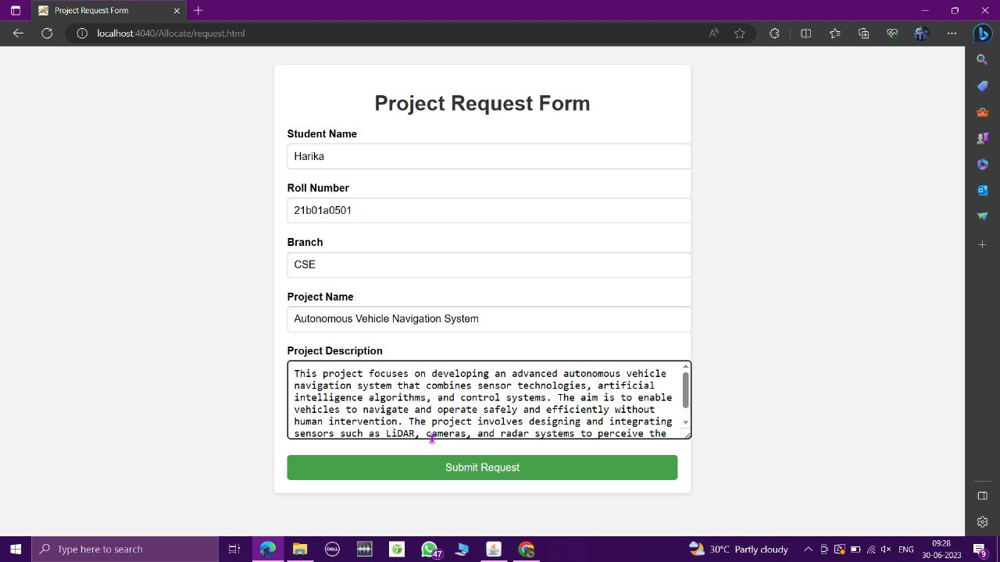 Project Request Form
localhost:4040/Allocate/request.html
Project Request Form
Student Name
Harika
Roll Number
21b01a0501
Branch
CSE
Project Name
Autonomous Vehicle Navigation System
Project Description
This project focuses on developing an advanced autonomous vehicle
navigation system that combines sensor technologies, artificial
intelligence algorithms, and control systems. The aim is to enable
vehicles to navigate and operate safely and efficiently without
human intervention. The project involves designing and integrating
sensors such as LiDAR, cameras, and radar systems to perceive the
Submit Request
Type here to search
DELL
47
30°C Partly cloudy
ENG
09:28
30-06-2023
9